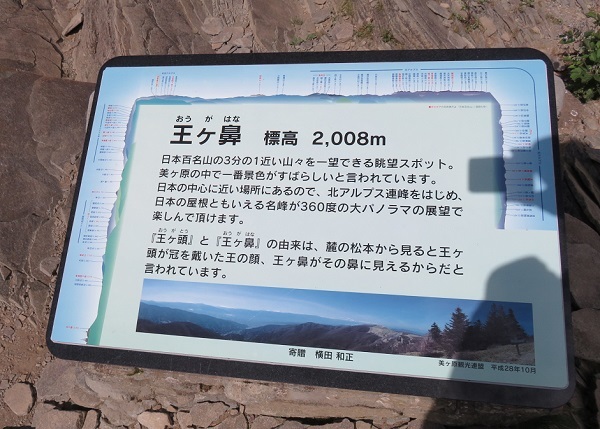 おう が はな
王ヶ鼻 標高 2,008m
日本百名山の3分の1近い山々を一望できる眺望スポット。
美ヶ原の中で一番景色がすばらしいと言われています。
日本の中心に近い場所にあるので、北アルプス連峰をはじめ、
日本の屋根ともいえる名峰が360度の大パノラマの展望で
楽しんで頂けます。
おう が とう おう が はな
『王ヶ頭』と『王ヶ鼻』の由来は、麓の松本から見ると王ヶ
頭が冠を戴いた王の顔、王ヶ鼻がその鼻に見えるからだと
言われています。
寄贈 横田 和正
美ヶ原観光連盟 平成28年10月